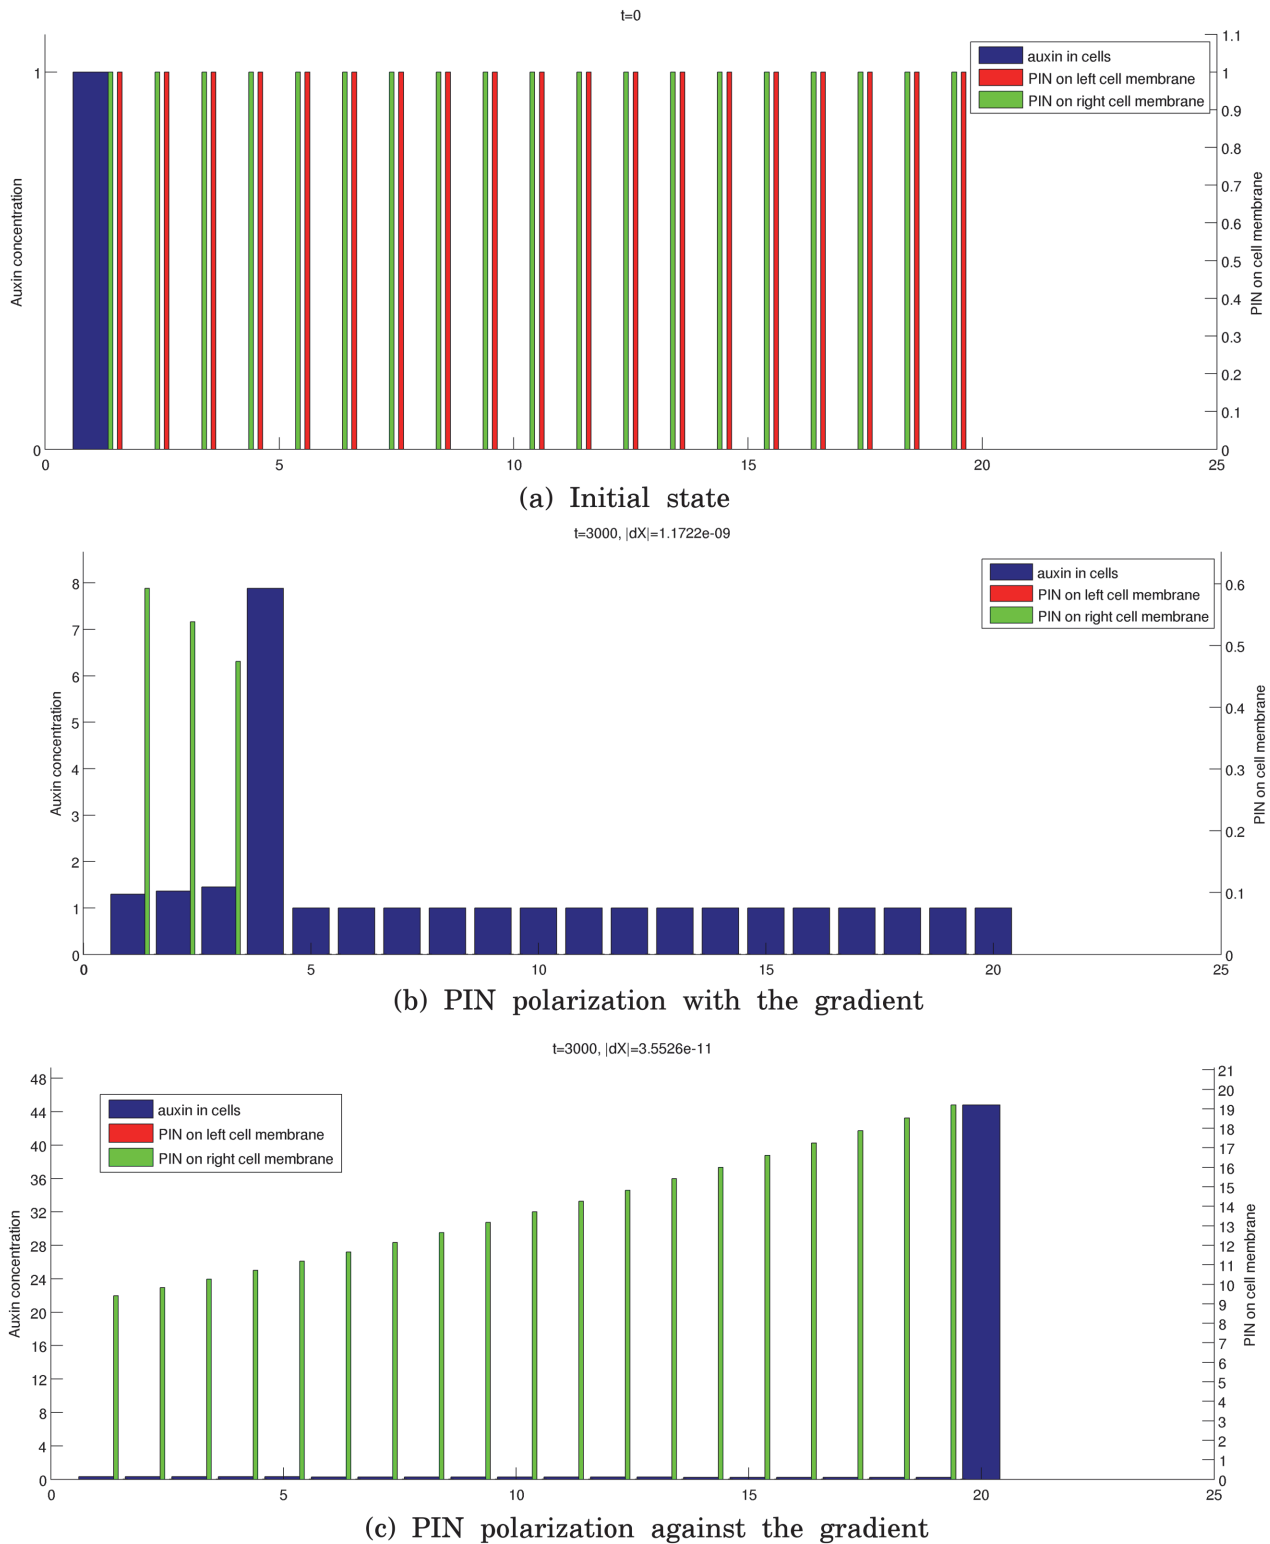 t=0
auxin in cells
PIN on left cell membrane
PIN on right cell membrane
Auxin concentration
1
0
PIN on cell membrane
1.1
1
0.9
0.8
0.7
0.6
0.5
0.4
0.3
0.2
0.1
0
0 5 10 15 20 25
(a) Initial state
t=3000, |dX|=1.1722e-09
auxin in cells
PIN on left cell membrane
PIN on right cell membrane
Auxin concentration
8
7
6
5
4
3
2
1
0
PIN on cell membrane
0.6
0.5
0.4
0.3
0.2
0.1
0
0 5 10 15 20 25
(b) PIN polarization with the gradient
t=3000, |dX|=3.5526e-11
auxin in cells
PIN on left cell membrane
PIN on right cell membrane
Auxin concentration
48
44
40
36
32
28
24
20
16
12
8
4
0
PIN on cell membrane
21
20
19
18
17
16
15
14
13
12
11
10
9
8
7
6
5
4
3
2
1
0
0 5 10 15 20 25
(c) PIN polarization against the gradient